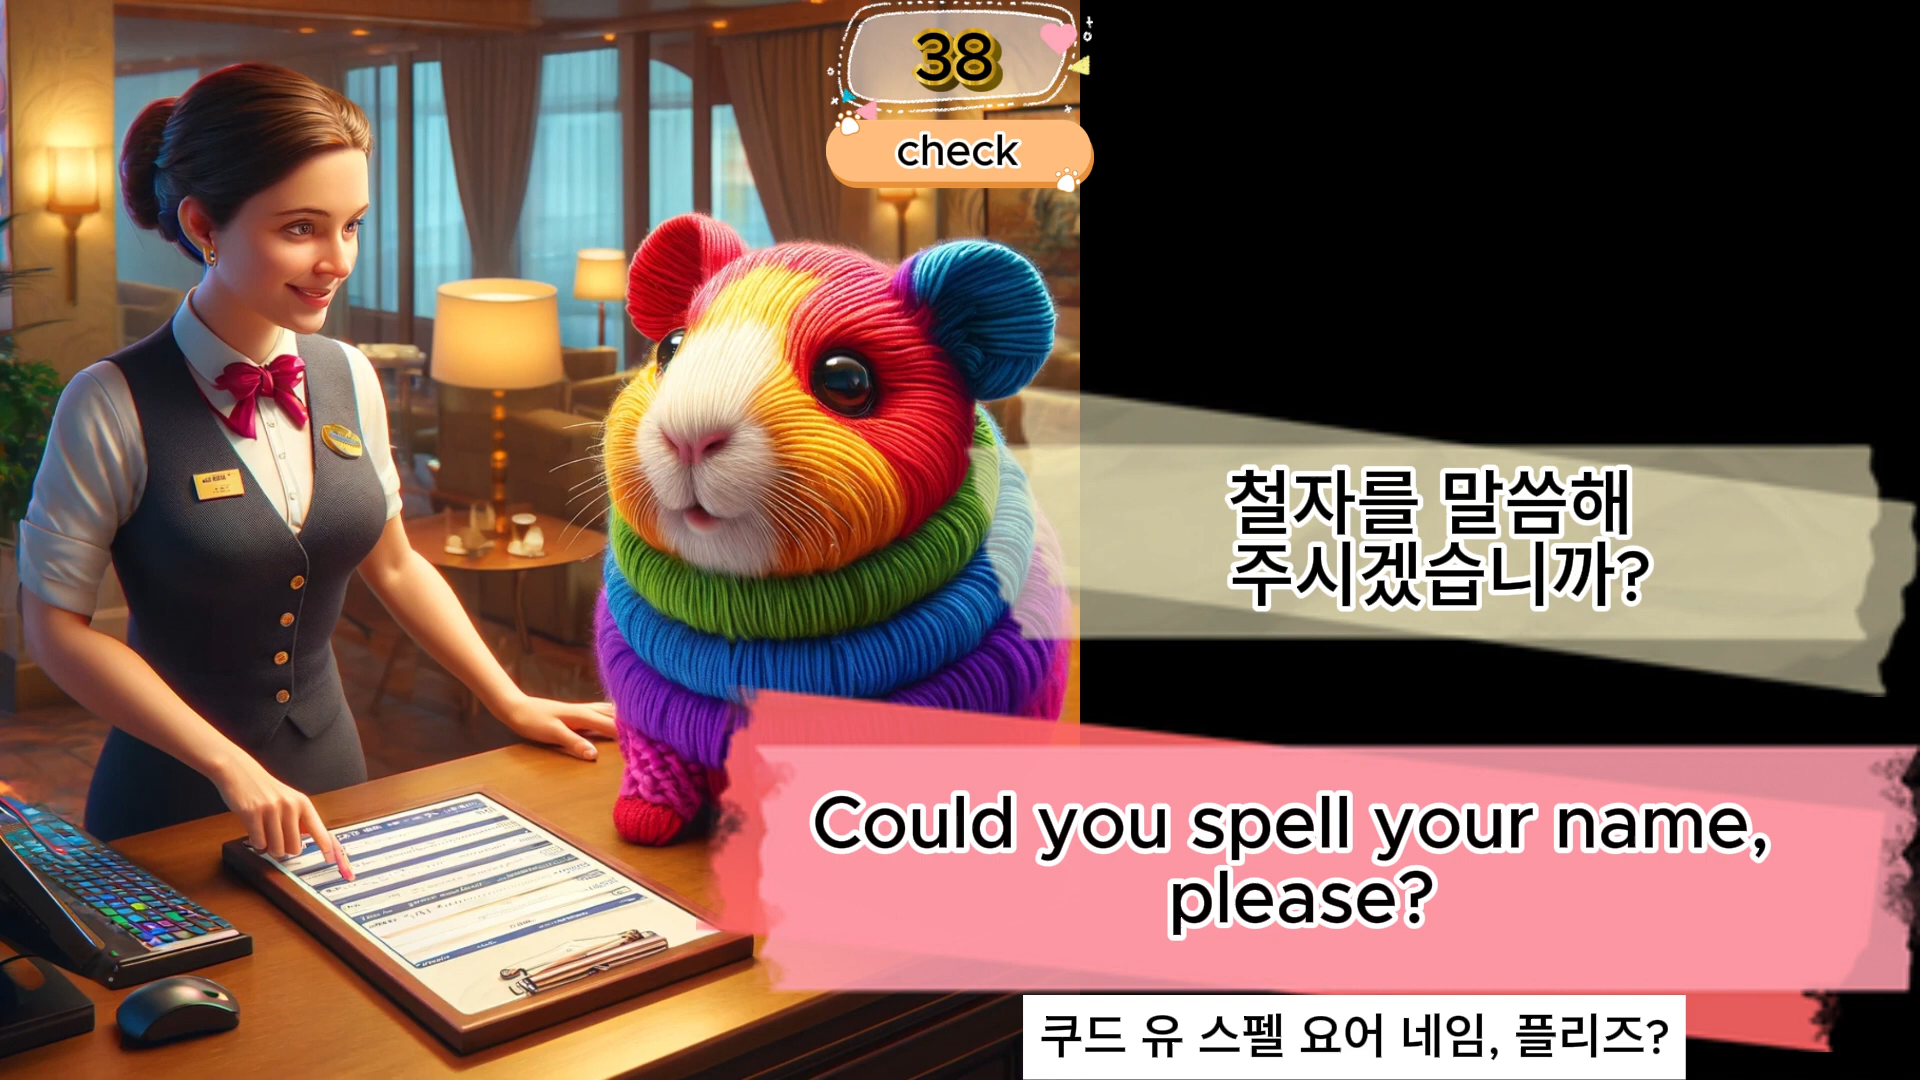 38
check
철자를 말씀해
주시겠습니까?
Could you spell your name,
please?
쿠드 유 스펠 요어 네임, 플리즈?